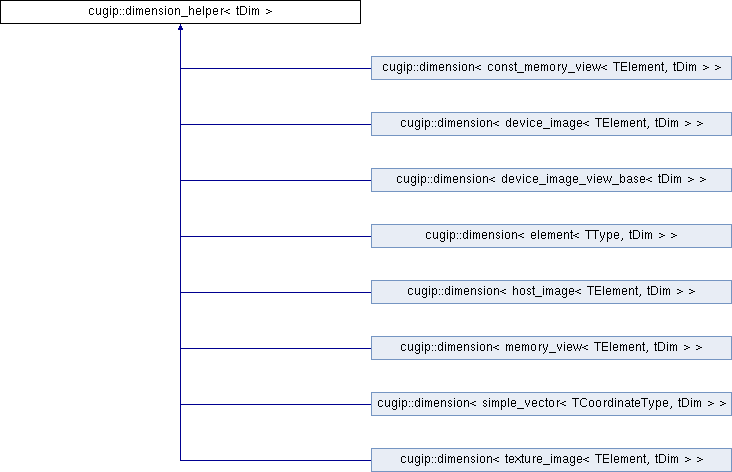 cugip::dimension_helper< tDim >
cugip::dimension< const_memory_view< TElement, tDim > >
cugip::dimension< device_image< TElement, tDim > >
cugip::dimension< device_image_view_base< tDim > >
cugip::dimension< element< TType, tDim > >
cugip::dimension< host_image< TElement, tDim > >
cugip::dimension< memory_view< TElement, tDim > >
cugip::dimension< simple_vector< TCoordinateType, tDim > >
cugip::dimension< texture_image< TElement, tDim > >